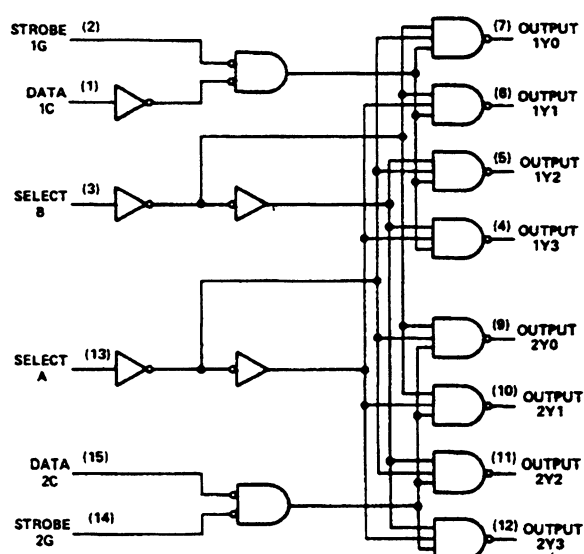 STROBE (2)
1G
DATA (1)
1C
SELECT (3)
B
SELECT (13)
A
DATA (15)
2C
STROBE (14)
2G
(7) OUTPUT
1Y0
(6) OUTPUT
1Y1
(5) OUTPUT
1Y2
(4) OUTPUT
1Y3
(9) OUTPUT
2Y0
(10) OUTPUT
2Y1
(11) OUTPUT
2Y2
(12) OUTPUT
2Y3